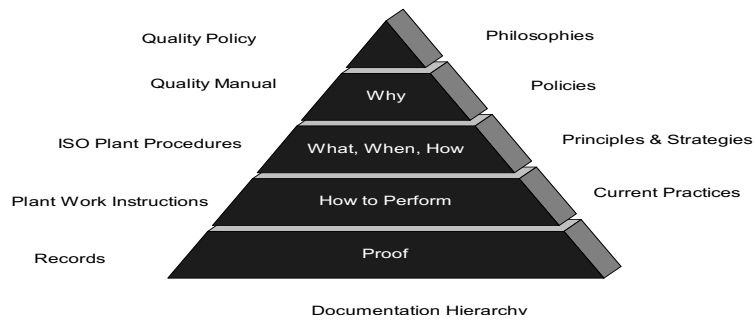 Quality Policy
Philosophies
Quality Manual
Why
Policies
ISO Plant Procedures
What, When, How
Principles & Strategies
Plant Work Instructions
How to Perform
Current Practices
Records
Proof
Documentation Hierarchy